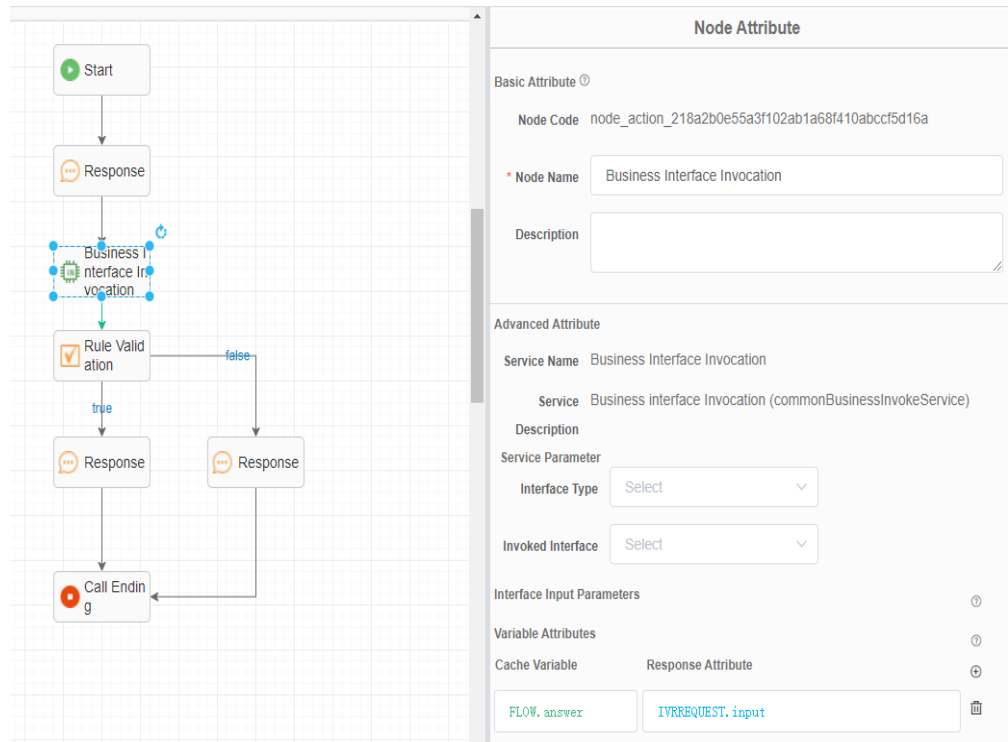 Start
Response
Business I
nterface In
vocation
Rule Valid
ation
false
true
Response
Response
Call Endin
g
Node Attribute
Basic Attribute
Node Code node_action_218a2b0e55a3f102ab1a68f410abccf5d16a
* Node Name Business Interface Invocation
Description
Advanced Attribute
Service Name Business Interface Invocation
Service Business interface Invocation (commonBusinessInvokeService)
Description
Service Parameter
Interface Type Select
Invoked Interface Select
Interface Input Parameters
Variable Attributes
Cache Variable Response Attribute
FLOW.answer IVRREQUEST.input